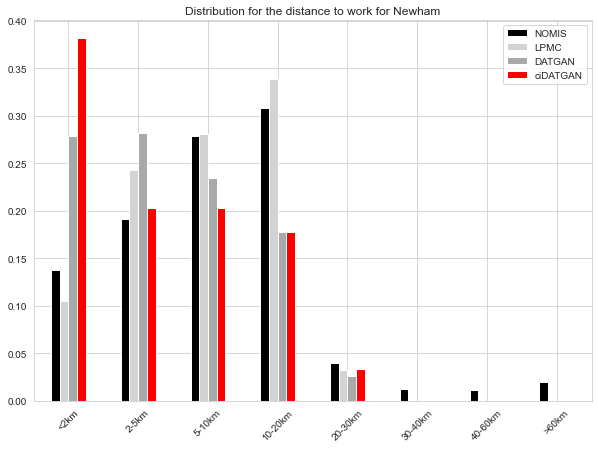 Distribution for the distance to work for Newham
0.40
0.35
0.30
0.25
0.20
0.15
0.10
0.05
0.00
NOMIS
LPMC
DATGAN
ciDATGAN
<2km
2-5km
5-10km
10-20km
20-30km
30-40km
40-60km
>60km